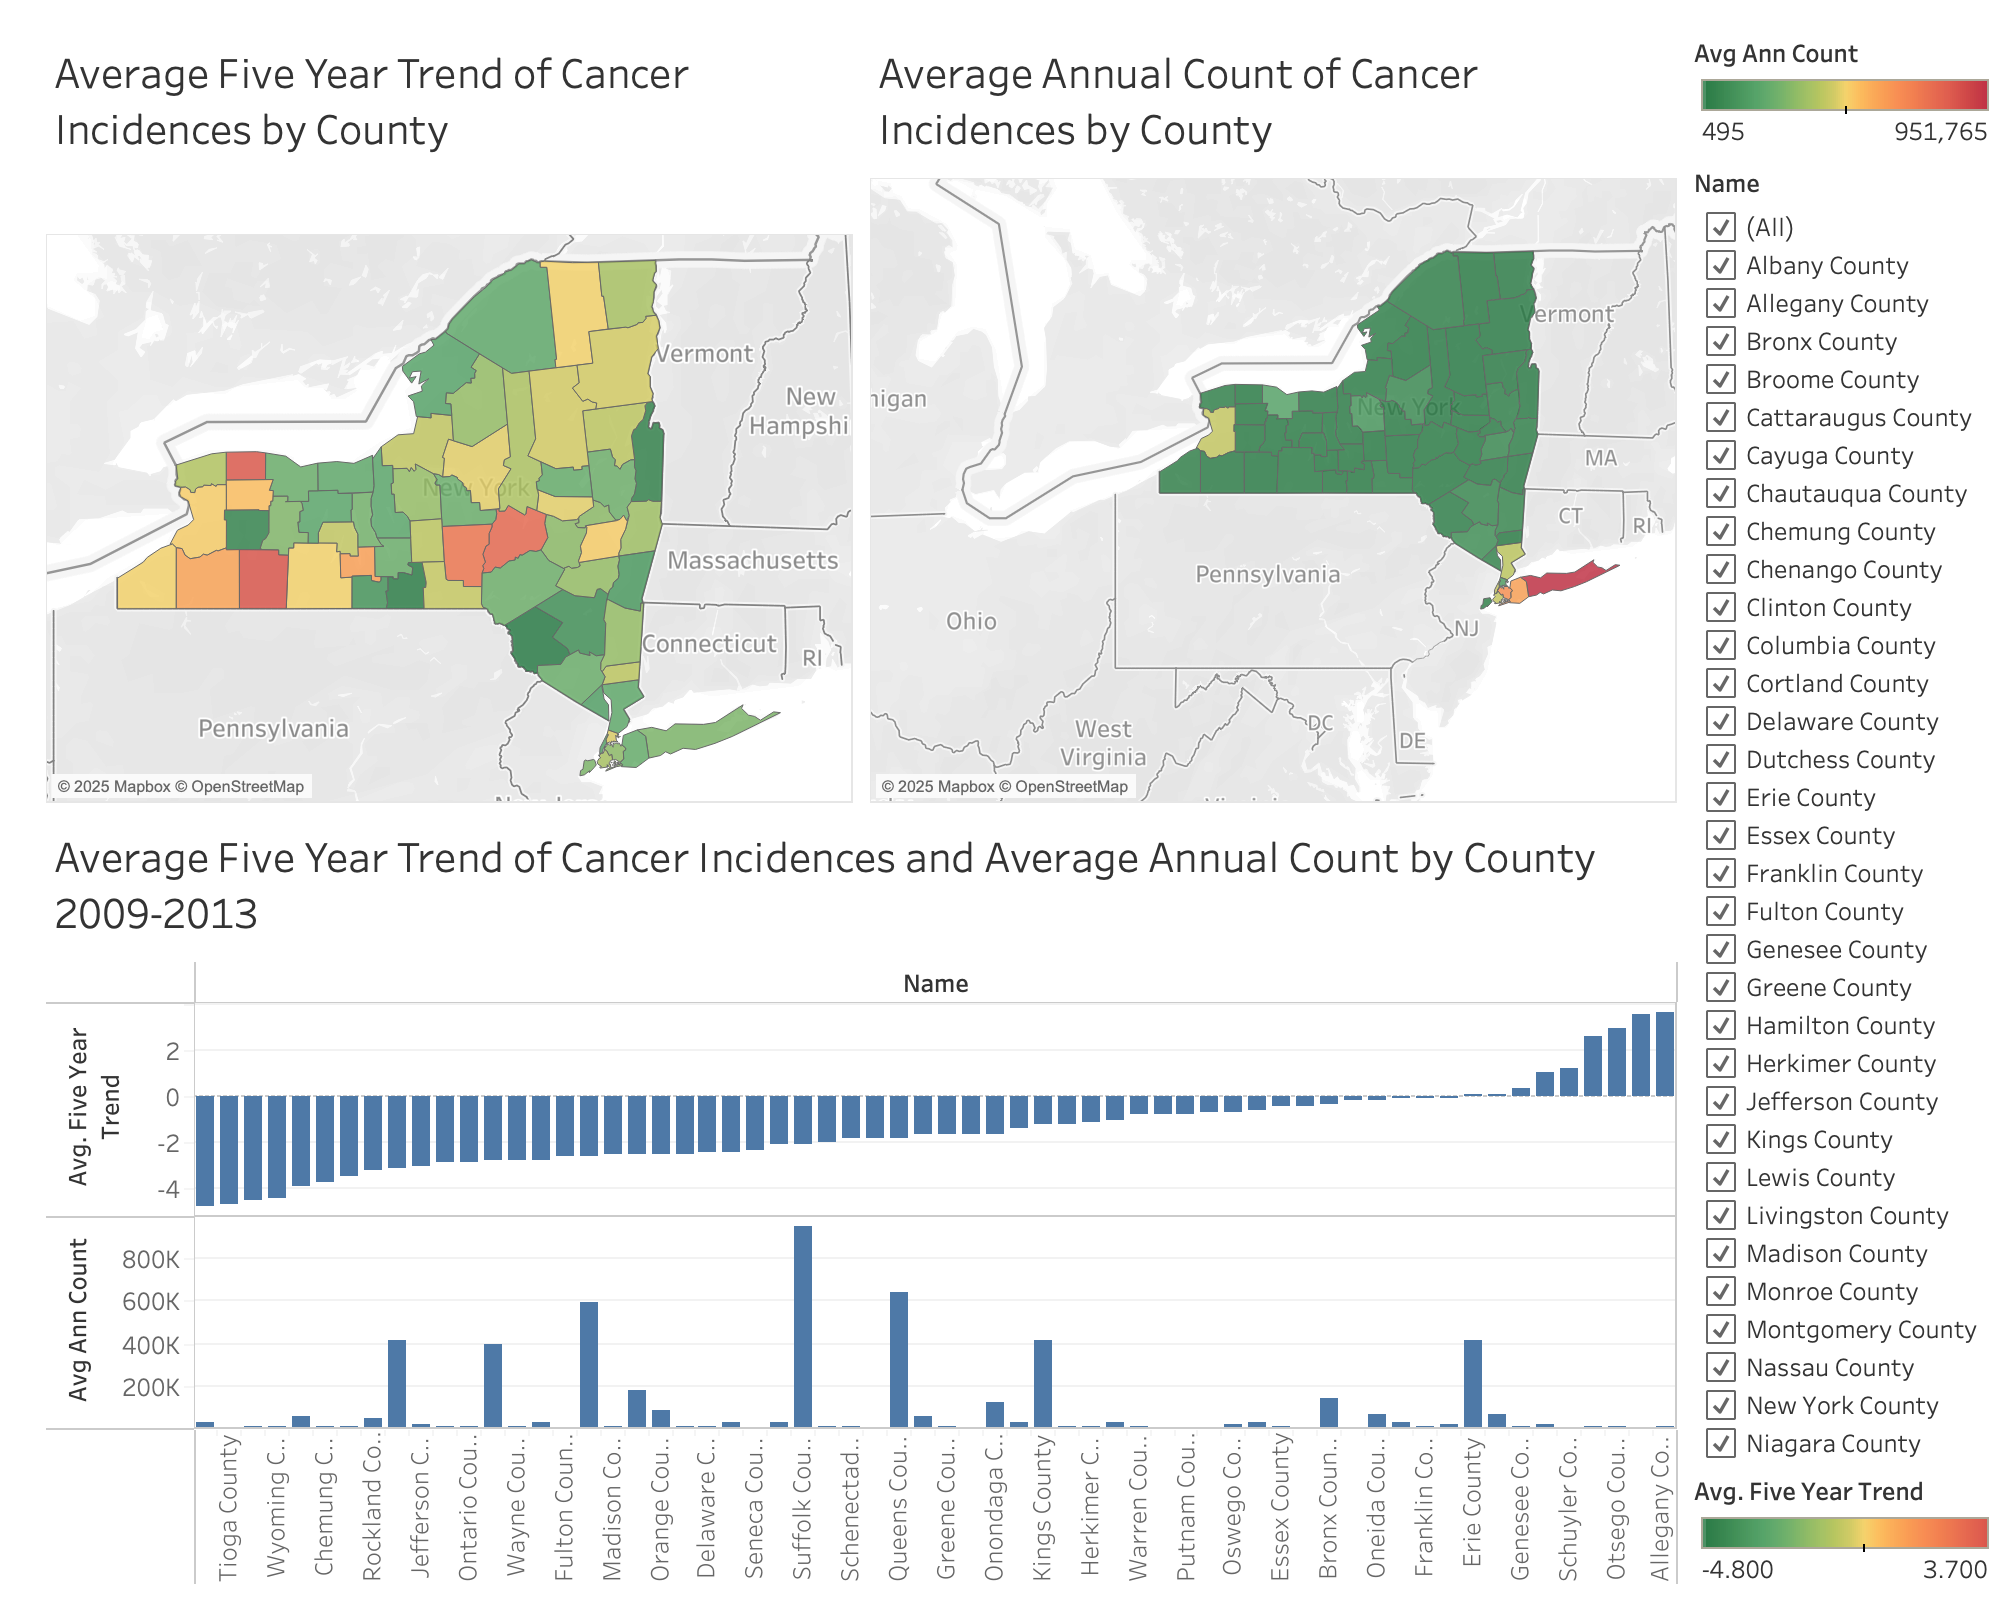 Average Five Year Trend of Cancer
Incidences by County
Vermont
New
Hampshi
New York
Massachusetts
Connecticut
RI
Pennsylvania
© 2025 Mapbox © OpenStreetMap
Average Annual Count of Cancer
Incidences by County
Vermont
higan
New York
MA
CT
RI
Pennsylvania
Ohio
NJ
West
Virginia
DC
DE
© 2025 Mapbox © OpenStreetMap
Avg Ann Count
495
951,765
Name
(All)
Albany County
Allegany County
Bronx County
Broome County
Cattaraugus County
Cayuga County
Chautauqua County
Chemung County
Chenango County
Clinton County
Columbia County
Cortland County
Delaware County
Dutchess County
Erie County
Essex County
Franklin County
Fulton County
Genesee County
Greene County
Hamilton County
Herkimer County
Jefferson County
Kings County
Lewis County
Livingston County
Madison County
Monroe County
Montgomery County
Nassau County
New York County
Niagara County
Avg. Five Year Trend
-4.800
3.700
Average Five Year Trend of Cancer Incidences and Average Annual Count by County
2009-2013
Name
Avg. Five Year
Trend
2
0
-2
-4
Avg Ann Count
800K
600K
400K
200K
Tioga County
Wyoming C..
Chemung C..
Rockland Co..
Jefferson C..
Ontario Cou..
Wayne Cou..
Fulton Coun..
Madison Co..
Orange Cou..
Delaware C..
Seneca Cou..
Suffolk Cou..
Schenectad..
Queens Cou..
Greene Cou..
Onondaga C..
Kings County
Herkimer C..
Warren Cou..
Putnam Cou..
Oswego Co..
Essex County
Bronx Coun..
Oneida Cou..
Franklin Co..
Erie County
Genesee Co..
Schuyler Co..
Otsego Cou..
Allegany Co..